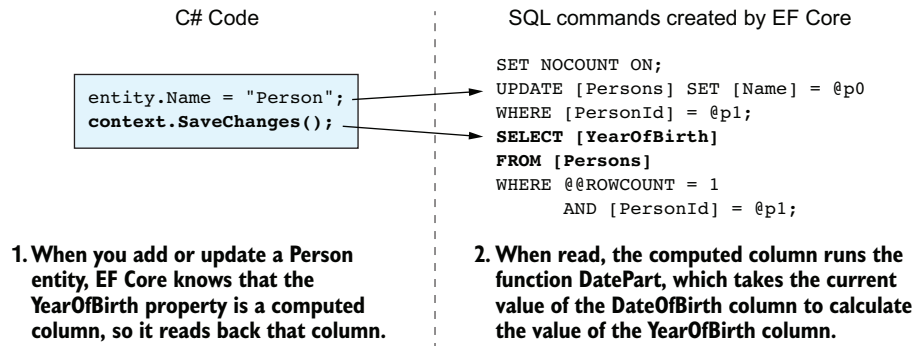 C# Code
entity.Name = "Person";
context.SaveChanges();
1. When you add or update a Person
entity, EF Core knows that the
YearOfBirth property is a computed
column, so it reads back that column.
SQL commands created by EF Core
SET NOCOUNT ON;
UPDATE [Persons] SET [Name] = @p0
WHERE [PersonId] = @p1;
SELECT [YearOfBirth]
FROM [Persons]
WHERE @@ROWCOUNT = 1
AND [PersonId] = @p1;
2. When read, the computed column runs the
function DatePart, which takes the current
value of the DateOfBirth column to calculate
the value of the YearOfBirth column.